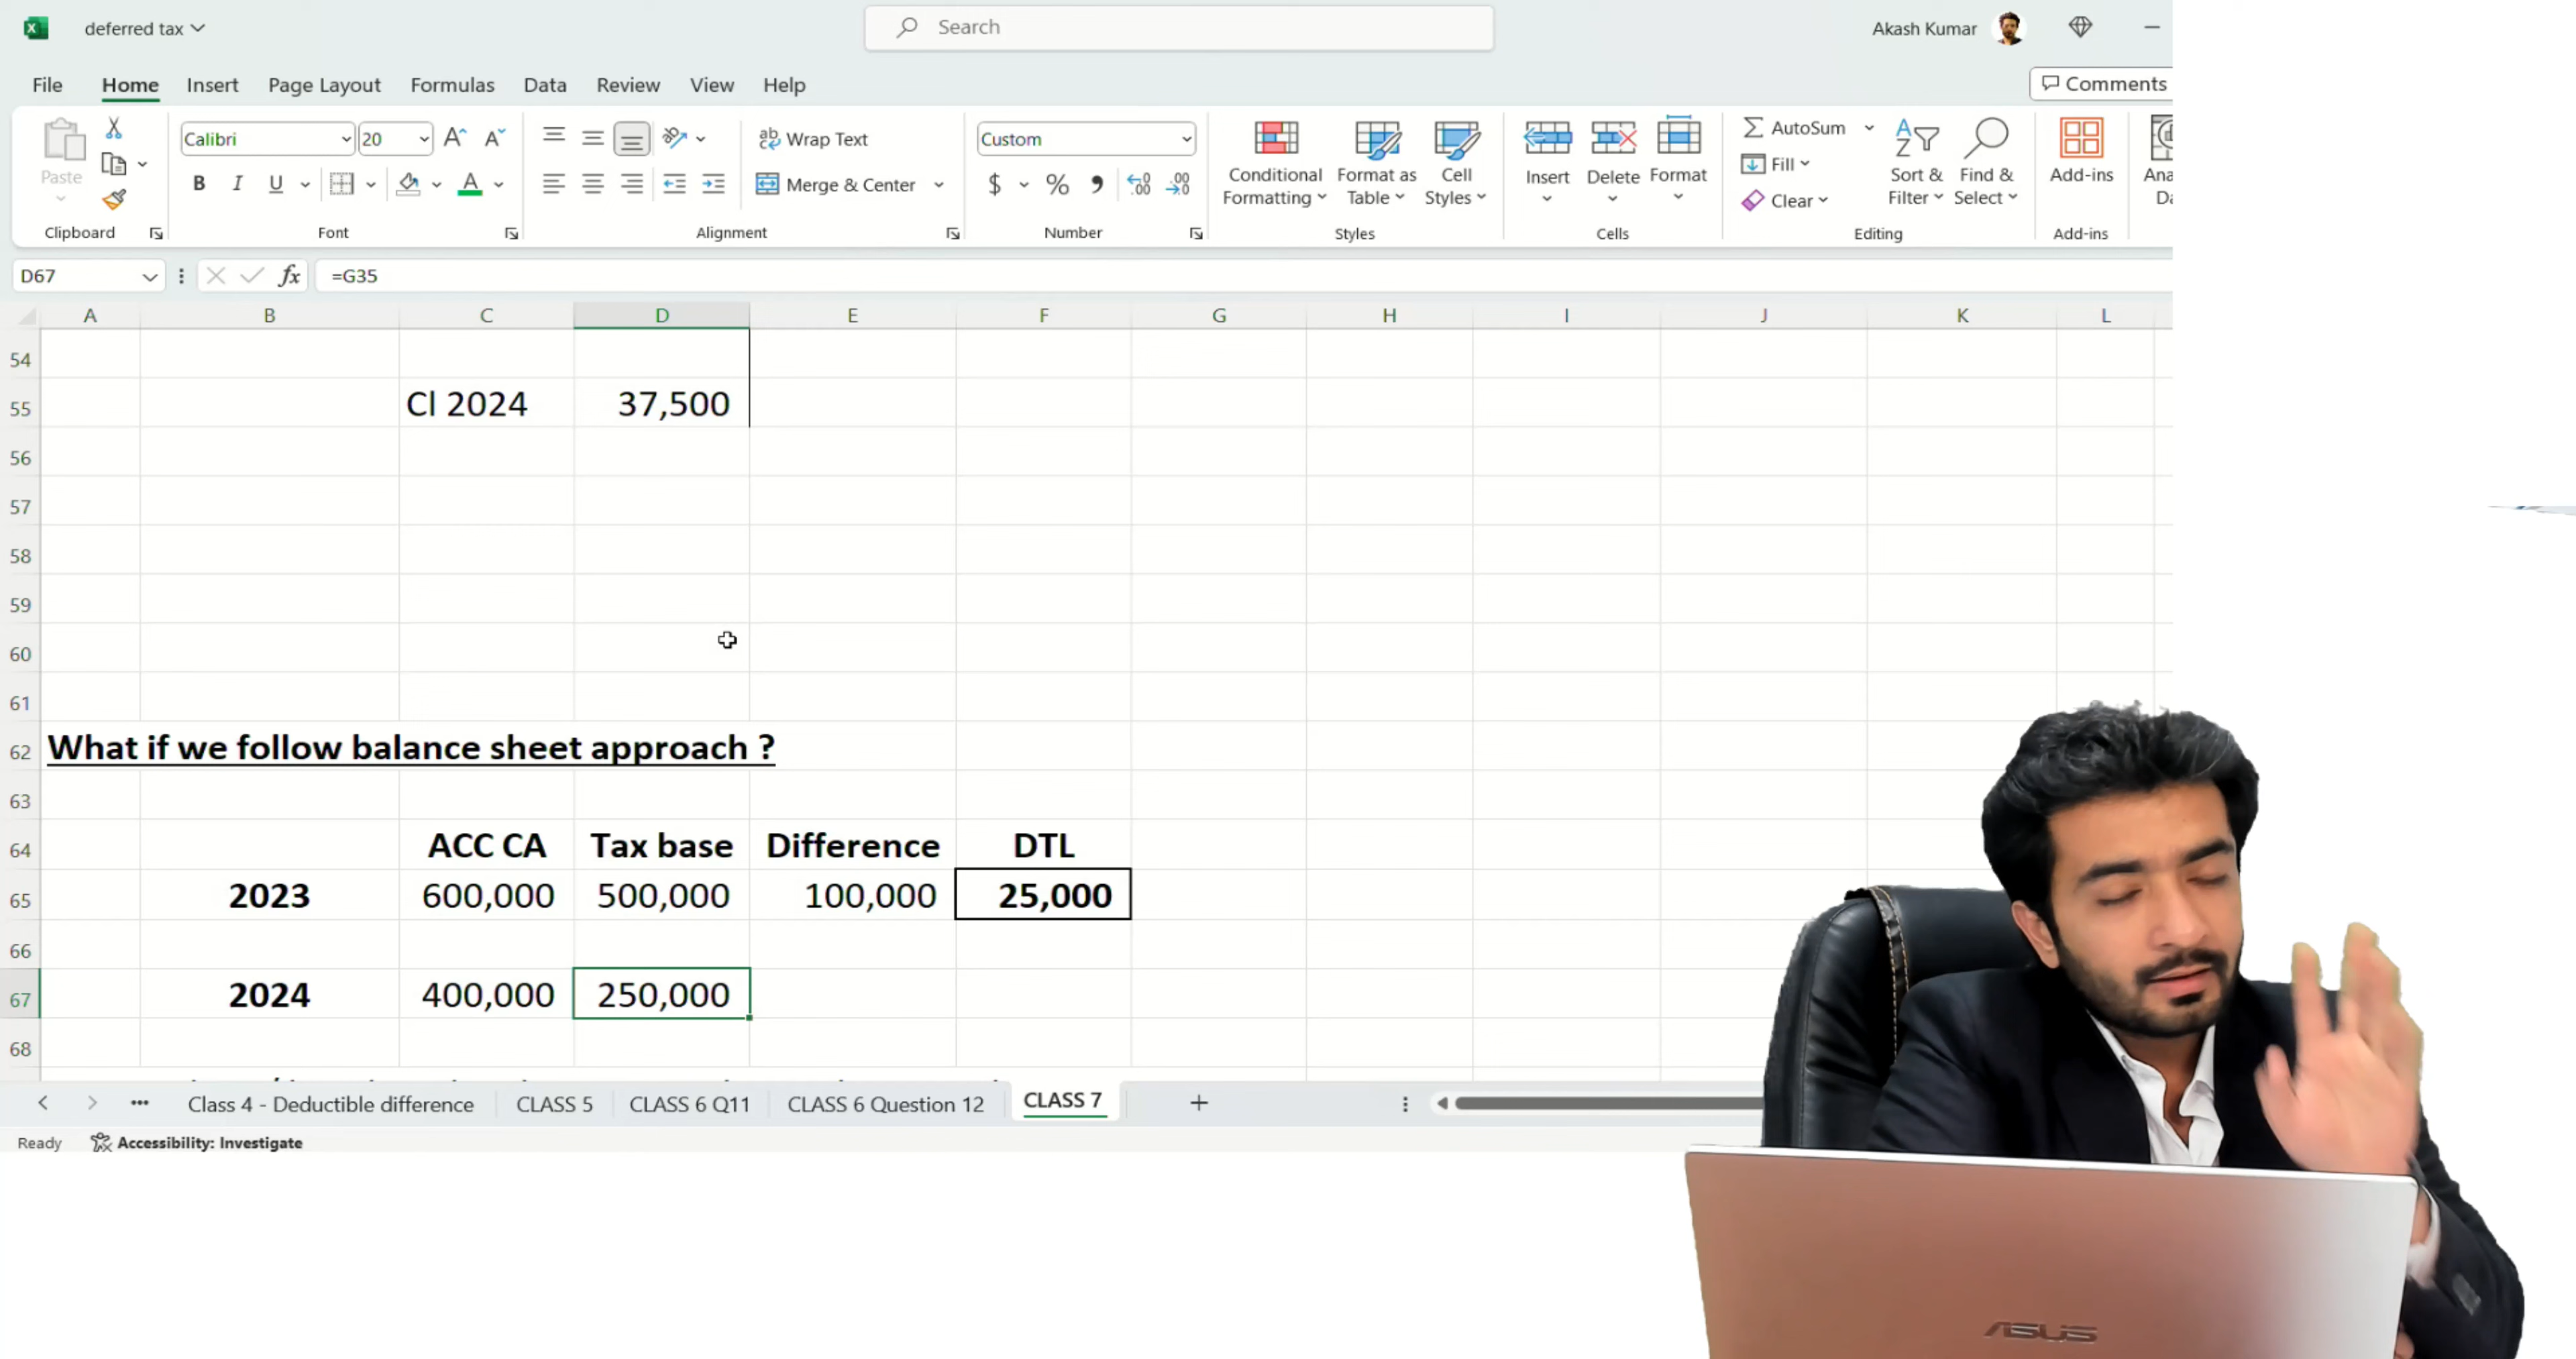 deferred tax
Search
Akash Kumar
File Home Insert Page Layout Formulas Data Review View Help
Comments
Paste
Calibri 20
Wrap Text
Custom
Conditional Formatting
Format as Table
Cell Styles
Insert Delete Format
AutoSum
Fill
Clear
Sort & Filter
Find & Select
Add-ins
B I U
Merge & Center
$ %
Clipboard Font Alignment Number Styles Cells Editing Add-ins
D67 fx =G35
A B C D E F G H I J K L
54
55 Cl 2024 37,500
56
57
58
59
60
61
62 What if we follow balance sheet approach ?
63
64 ACC CA Tax base Difference DTL
65 2023 600,000 500,000 100,000 25,000
66
67 2024 400,000 250,000
68
Class 4 - Deductible difference CLASS 5 CLASS 6 Q11 CLASS 6 Question 12 CLASS 7
Ready Accessibility: Investigate
ASUS